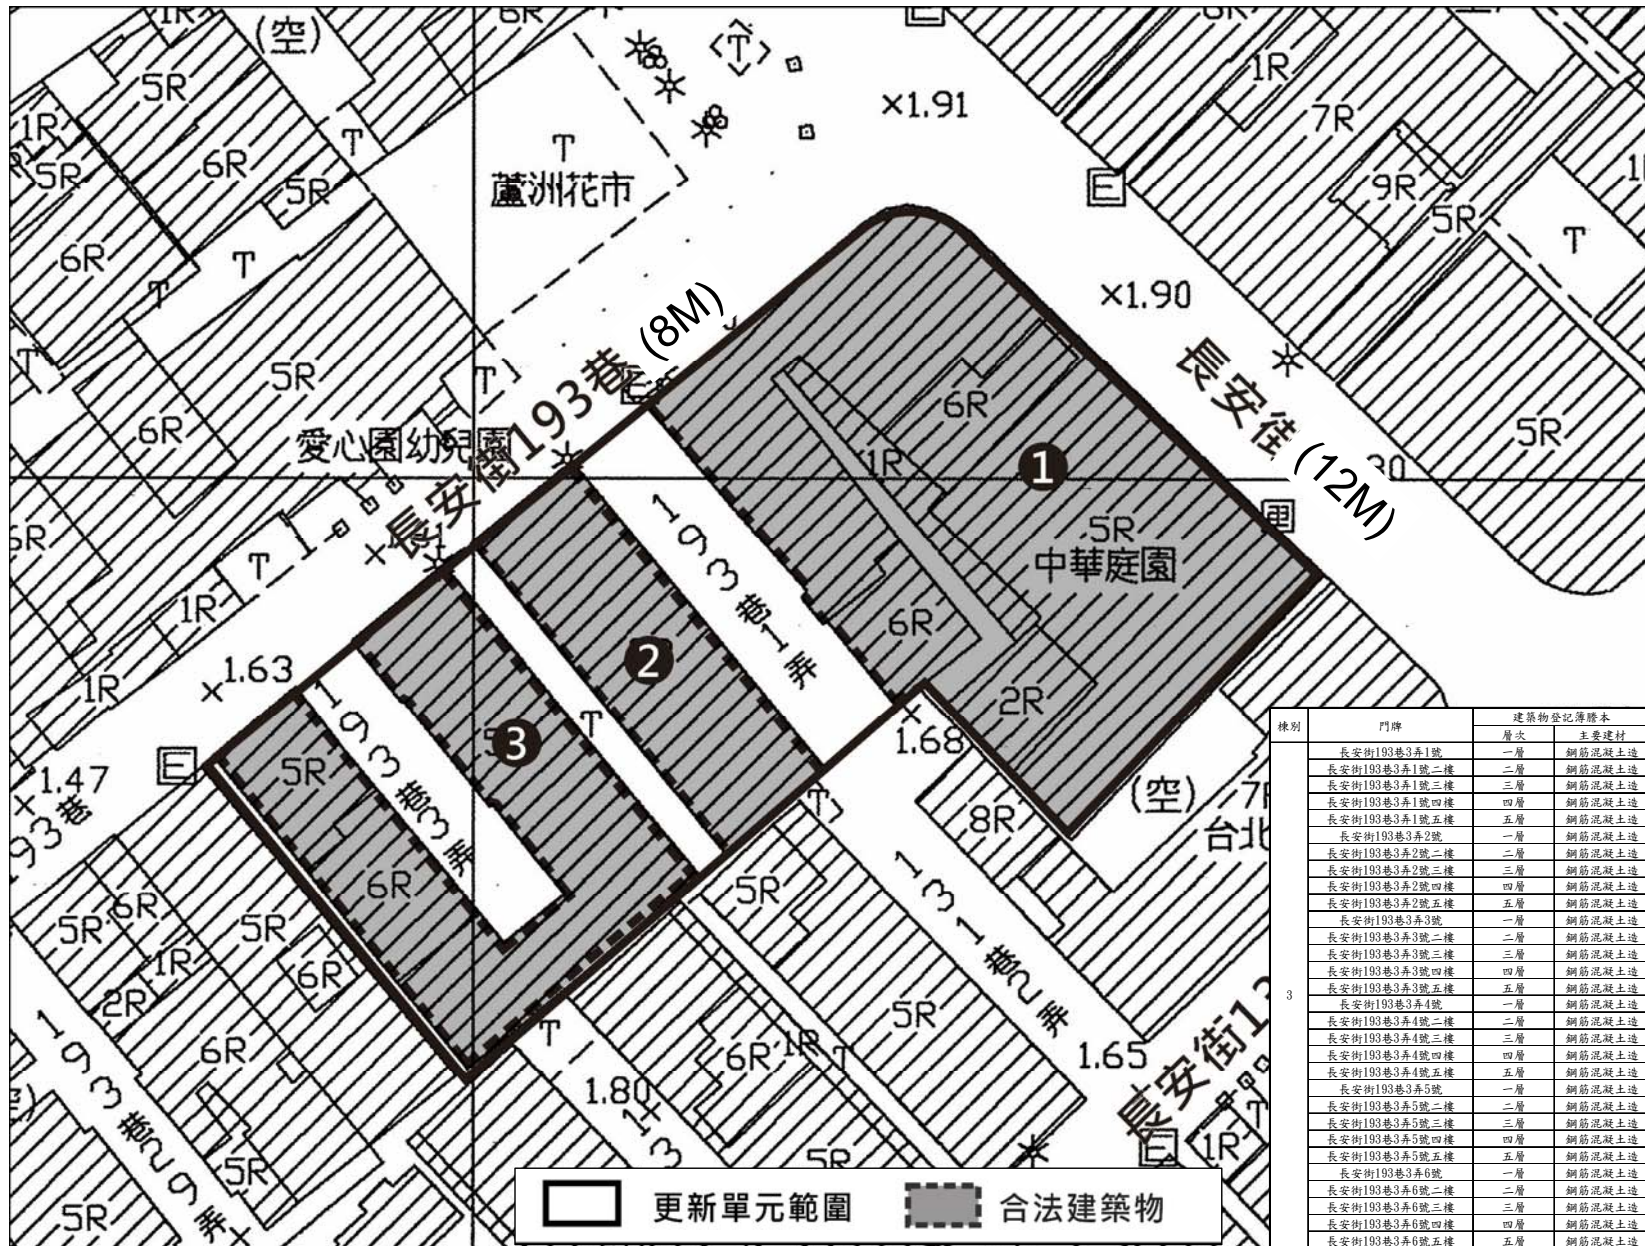 1R
(空)
6R
5R
1R
T
×1.91
1R
7R
T
蘆洲花市
1R
5R
6R
5R
9R
5R
T
6R
T
T
×1.90
長安街193巷 (8M)
長安街 (12M)
5R
T
T
6R
5R
愛心園幼兒園
6R
1R
1
30
5R
193巷1弄
5R
中華庭園
T
1R
6R
2
1R
1.63
2R
193巷3弄
3
T
5R
1.68
1.47
93巷
(空)
台北
8R
T
6R
5R
131巷2弄
5R
6R
5R
1R
6R
2R
5R
193巷29弄
6R
T
6R
1R
T
1.65
1.80
長安街13
1R
T
5R
5R
5R
更新單元範圍
合法建築物
棟別 門牌 建築物登記簿謄本
層次 主要建材
3
長安街193巷3弄1號 一層 鋼筋混凝土造
長安街193巷3弄1號二樓 二層 鋼筋混凝土造
長安街193巷3弄1號三樓 三層 鋼筋混凝土造
長安街193巷3弄1號四樓 四層 鋼筋混凝土造
長安街193巷3弄1號五樓 五層 鋼筋混凝土造
長安街193巷3弄2號 一層 鋼筋混凝土造
長安街193巷3弄2號二樓 二層 鋼筋混凝土造
長安街193巷3弄2號三樓 三層 鋼筋混凝土造
長安街193巷3弄2號四樓 四層 鋼筋混凝土造
長安街193巷3弄2號五樓 五層 鋼筋混凝土造
長安街193巷3弄3號 一層 鋼筋混凝土造
長安街193巷3弄3號二樓 二層 鋼筋混凝土造
長安街193巷3弄3號三樓 三層 鋼筋混凝土造
長安街193巷3弄3號四樓 四層 鋼筋混凝土造
長安街193巷3弄3號五樓 五層 鋼筋混凝土造
長安街193巷3弄4號 一層 鋼筋混凝土造
長安街193巷3弄4號二樓 二層 鋼筋混凝土造
長安街193巷3弄4號三樓 三層 鋼筋混凝土造
長安街193巷3弄4號四樓 四層 鋼筋混凝土造
長安街193巷3弄4號五樓 五層 鋼筋混凝土造
長安街193巷3弄5號 一層 鋼筋混凝土造
長安街193巷3弄5號二樓 二層 鋼筋混凝土造
長安街193巷3弄5號三樓 三層 鋼筋混凝土造
長安街193巷3弄5號四樓 四層 鋼筋混凝土造
長安街193巷3弄5號五樓 五層 鋼筋混凝土造
長安街193巷3弄6號 一層 鋼筋混凝土造
長安街193巷3弄6號二樓 二層 鋼筋混凝土造
長安街193巷3弄6號三樓 三層 鋼筋混凝土造
長安街193巷3弄6號四樓 四層 鋼筋混凝土造
長安街193巷3弄6號五樓 五層 鋼筋混凝土造